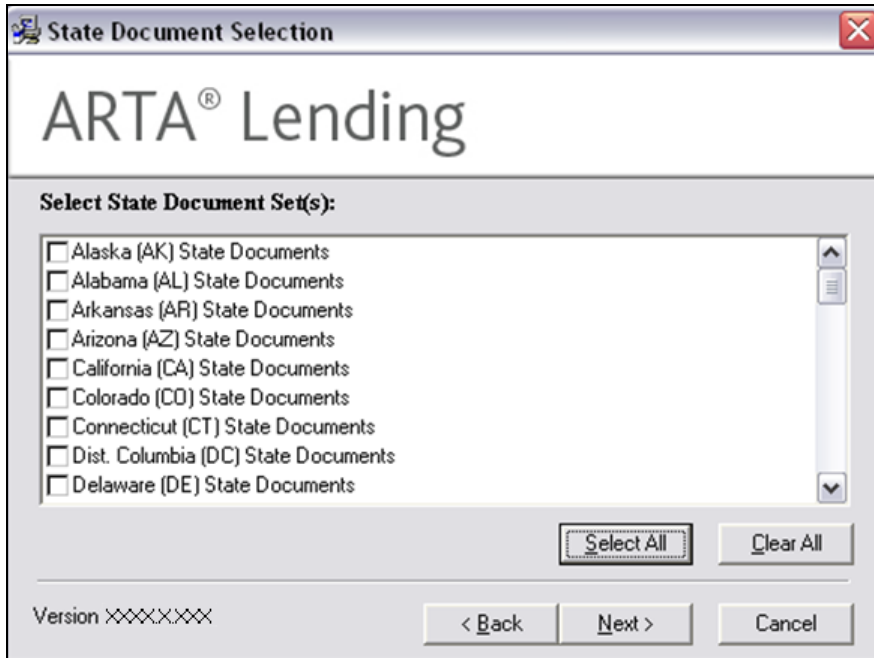 State Document Selection
ARTA® Lending
Select State Document Set(s):
Alaska (AK) State Documents
Alabama (AL) State Documents
Arkansas (AR) State Documents
Arizona (AZ) State Documents
California (CA) State Documents
Colorado (CO) State Documents
Connecticut (CT) State Documents
Dist. Columbia (DC) State Documents
Delaware (DE) State Documents
Select All Clear All
Version XXXX.X.XXX < Back Next > Cancel